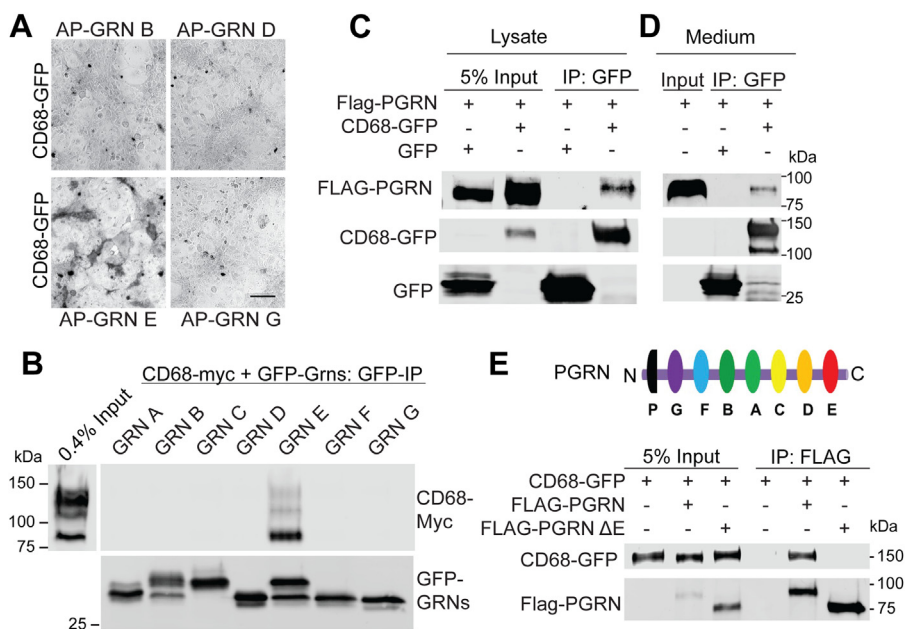 A
AP-GRN B AP-GRN D
CD68-GFP
CD68-GFP
AP-GRN E AP-GRN G
B
CD68-myc + GFP-Grns: GFP-IP
0.4% Input GRN A GRN B GRN C GRN D GRN E GRN F GRN G
kDa
150
100
75
CD68-
Myc
GFP-
GRNs
25
C
Lysate
5% Input IP: GFP
Flag-PGRN + + + +
CD68-GFP - + - +
GFP + - + -
FLAG-PGRN
CD68-GFP
GFP
D
Medium
Input IP: GFP
+ + +
- - +
- + -
kDa
100
75
150
100
25
E
PGRN N C
P G F B A C D E
5% Input IP: FLAG
CD68-GFP + + + + + +
FLAG-PGRN - + - - + -
FLAG-PGRN ΔE - - + - - +
kDa
CD68-GFP 150
Flag-PGRN 100
75